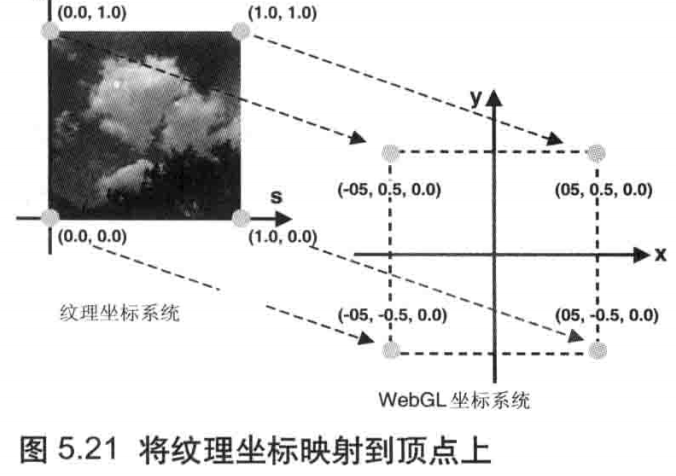 (0.0, 1.0)
(1.0, 1.0)
y
(-05, 0.5, 0.0)
(05, 0.5, 0.0)
s
(0.0, 0.0)
(1.0, 0.0)
x
纹理坐标系统
(-05, -0.5, 0.0)
(05, -0.5, 0.0)
WebGL 坐标系统
图 5.21 将纹理坐标映射到顶点上